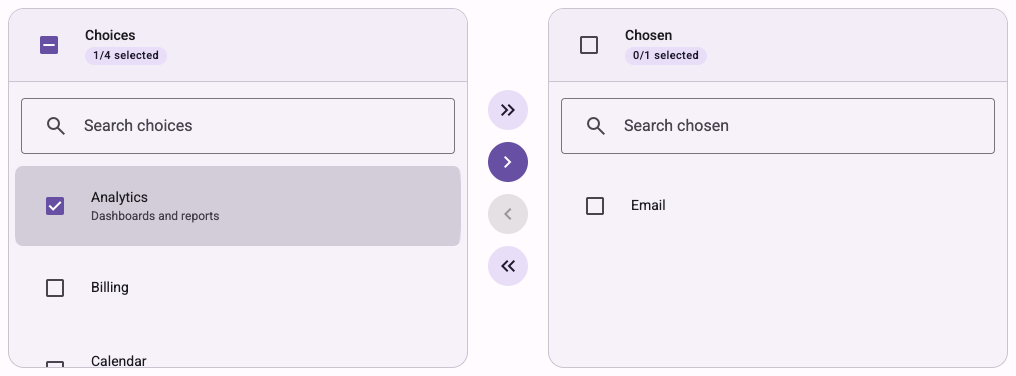 Choices
1/4 selected
Search choices
Analytics
Dashboards and reports
Billing
Calendar
Chosen
0/1 selected
Search chosen
Email